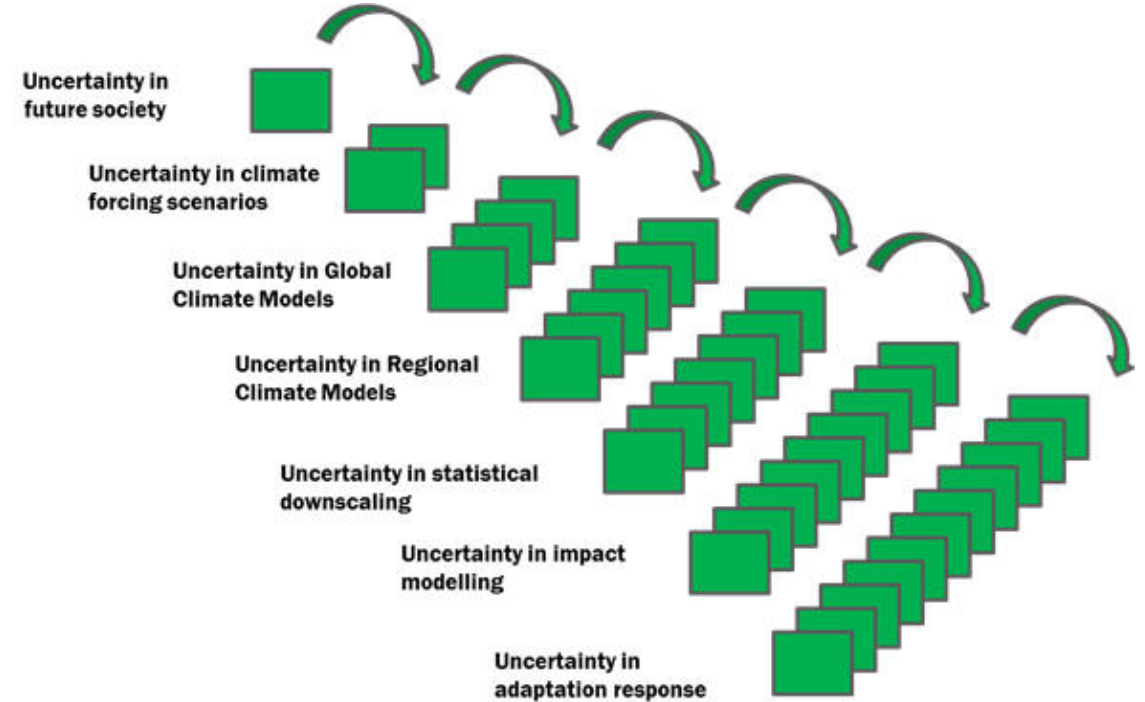 Uncertainty in
future society
Uncertainty in climate
forcing scenarios
Uncertainty in Global
Climate Models
Uncertainty in Regional
Climate Models
Uncertainty in statistical
downscaling
Uncertainty in impact
modelling
Uncertainty in
adaptation response